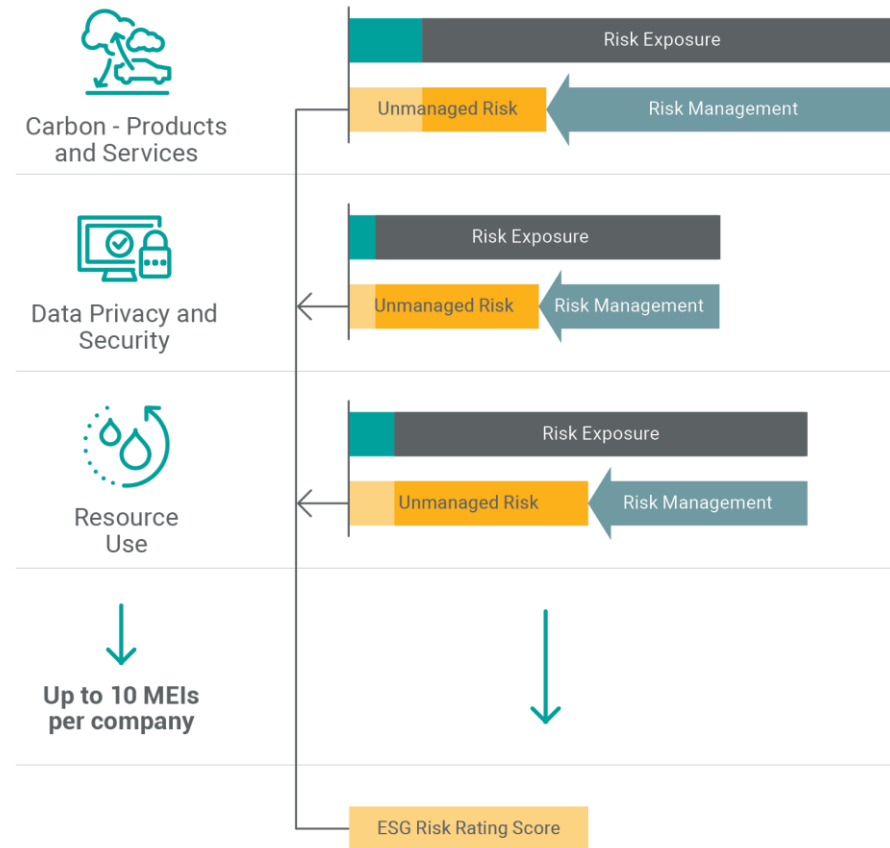 Risk Exposure
Unmanaged Risk
Risk Management
Carbon - Products
and Services
Risk Exposure
Unmanaged Risk
Risk Management
Data Privacy and
Security
Risk Exposure
Unmanaged Risk
Risk Management
Resource
Use
Up to 10 MEIs
per company
ESG Risk Rating Score